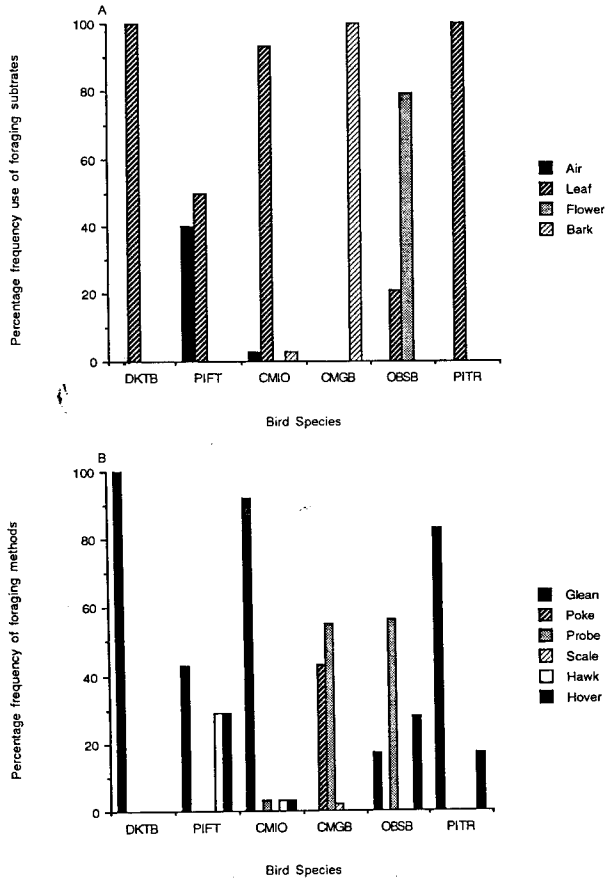 A
Percentage frequency use of foraging subtrates
100
80
60
40
20
0
DKTB PIFT CMIO CMGB OBSB PITR
Bird Species
Air
Leaf
Flower
Bark
B
Percentage frequency of foraging methods
100
80
60
40
20
0
DKTB PIFT CMIO CMGB OBSB PITR
Bird Species
Glean
Poke
Probe
Scale
Hawk
Hover